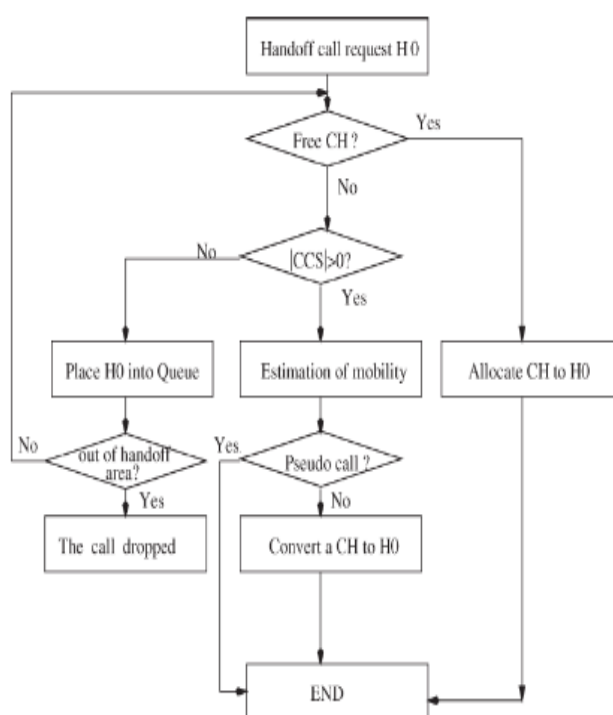 Handoff call request H0
Free CH ?
Yes
No
|CCS|>0?
No
Yes
Place H0 into Queue
Estimation of mobility
Allocate CH to H0
No
out of handoff
area?
Yes
Yes
Pseudo call ?
No
The call dropped
Convert a CH to H0
END